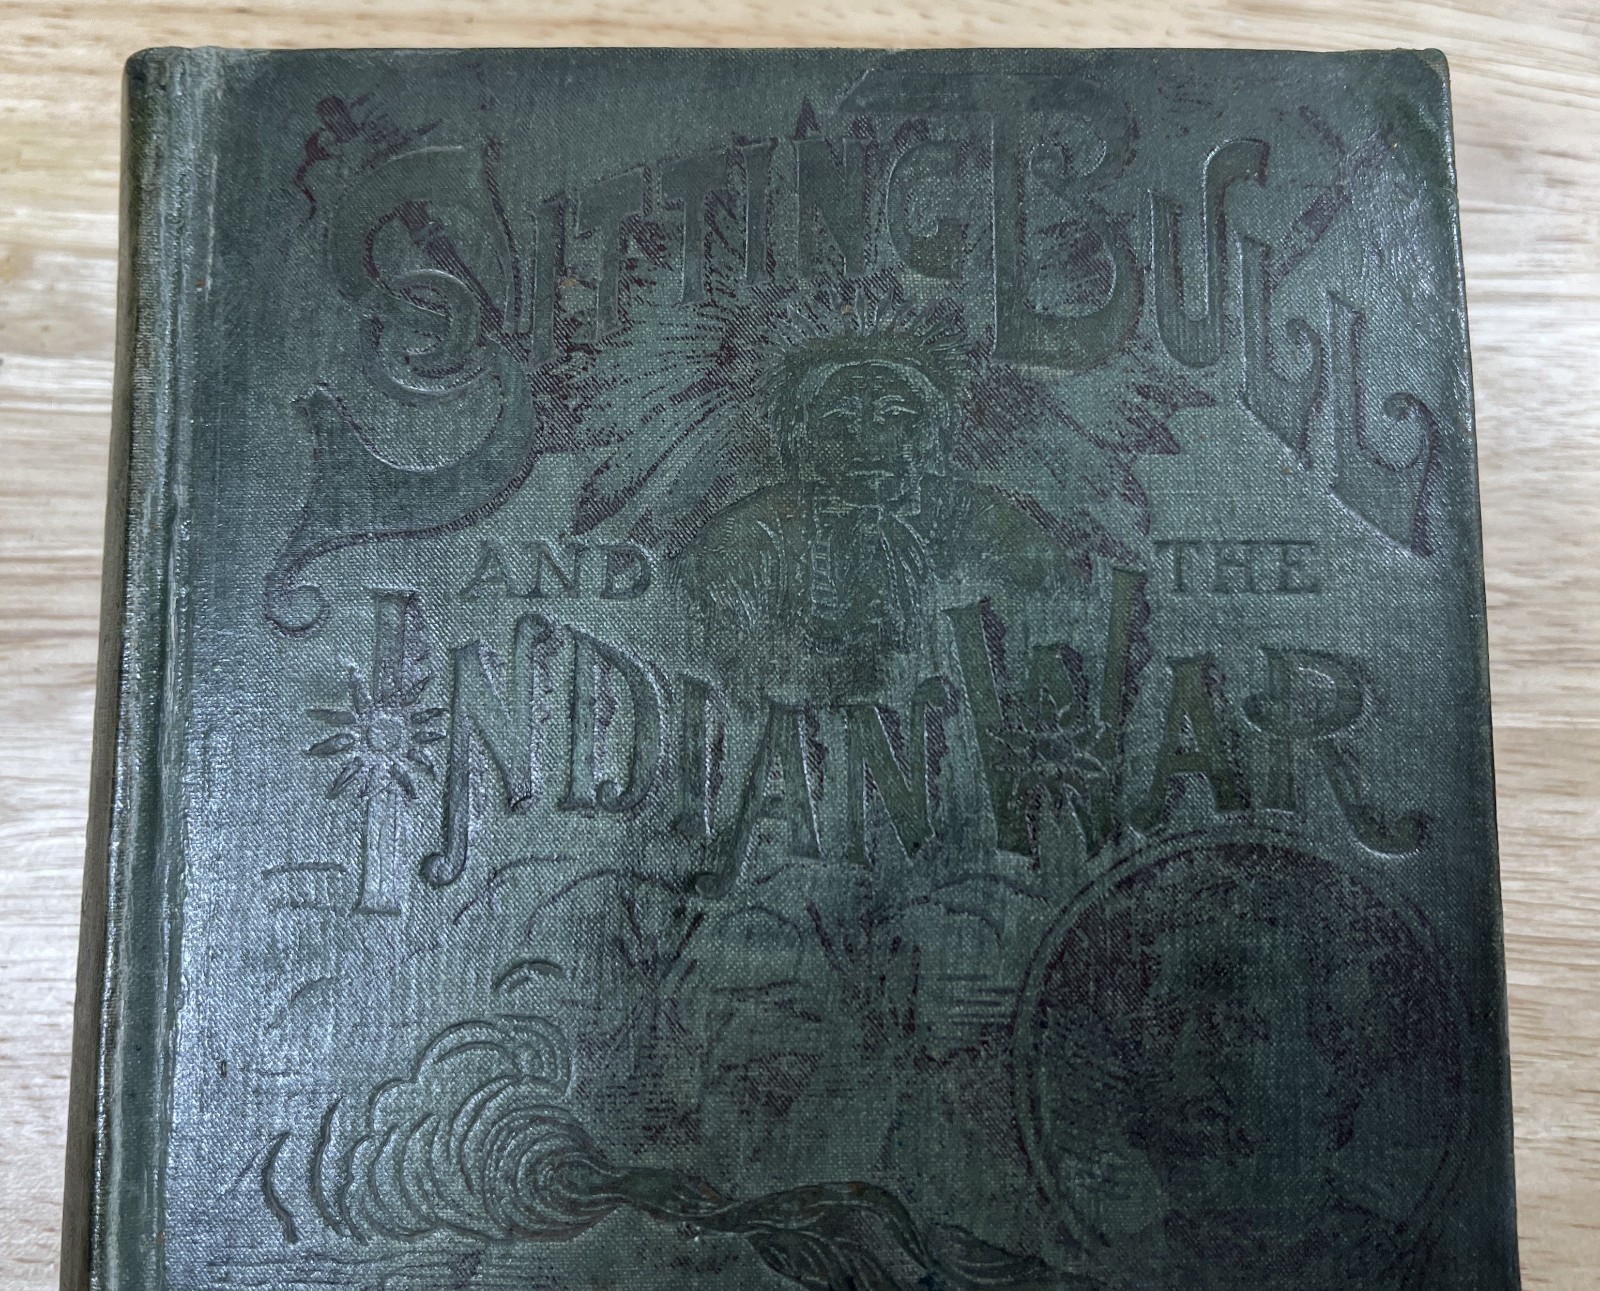 SITTING BULL
AND THE
INDIAN WAR